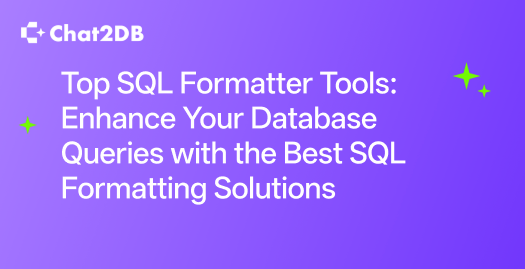 Chat2DB
Top SQL Formatter Tools:
Enhance Your Database
Queries with the Best SQL
Formatting Solutions